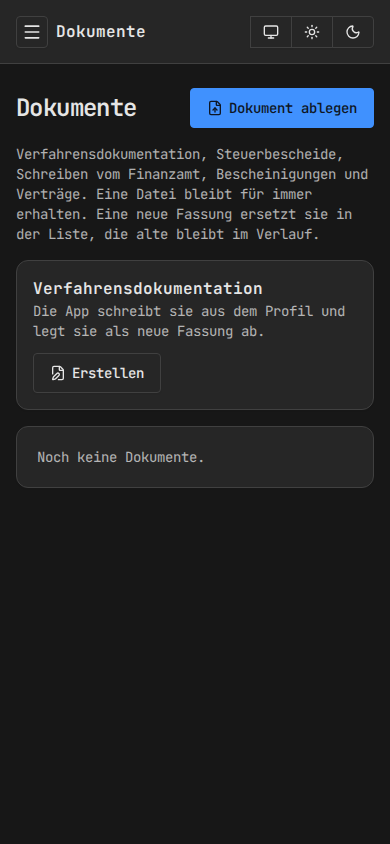 Dokumente
Dokumente
Dokument ablegen
Verfahrensdokumentation, Steuerbescheide,
Schreiben vom Finanzamt, Bescheinigungen und
Verträge. Eine Datei bleibt für immer
erhalten. Eine neue Fassung ersetzt sie in
der Liste, die alte bleibt im Verlauf.
Verfahrensdokumentation
Die App schreibt sie aus dem Profil und
legt sie als neue Fassung ab.
Erstellen
Noch keine Dokumente.